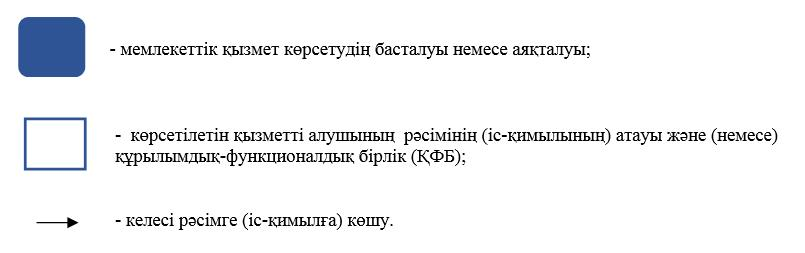 - мемлекеттік қызмет көрсетудің басталуы немесе аяқталуы;
- көрсетілетін қызметті алушының рәсімінің (іс-қимылының) атауы және (немесе)
құрылымдық-функционалдық бірлік (ҚФБ);
- келесі рәсімге (іс-қимылға) көшу.